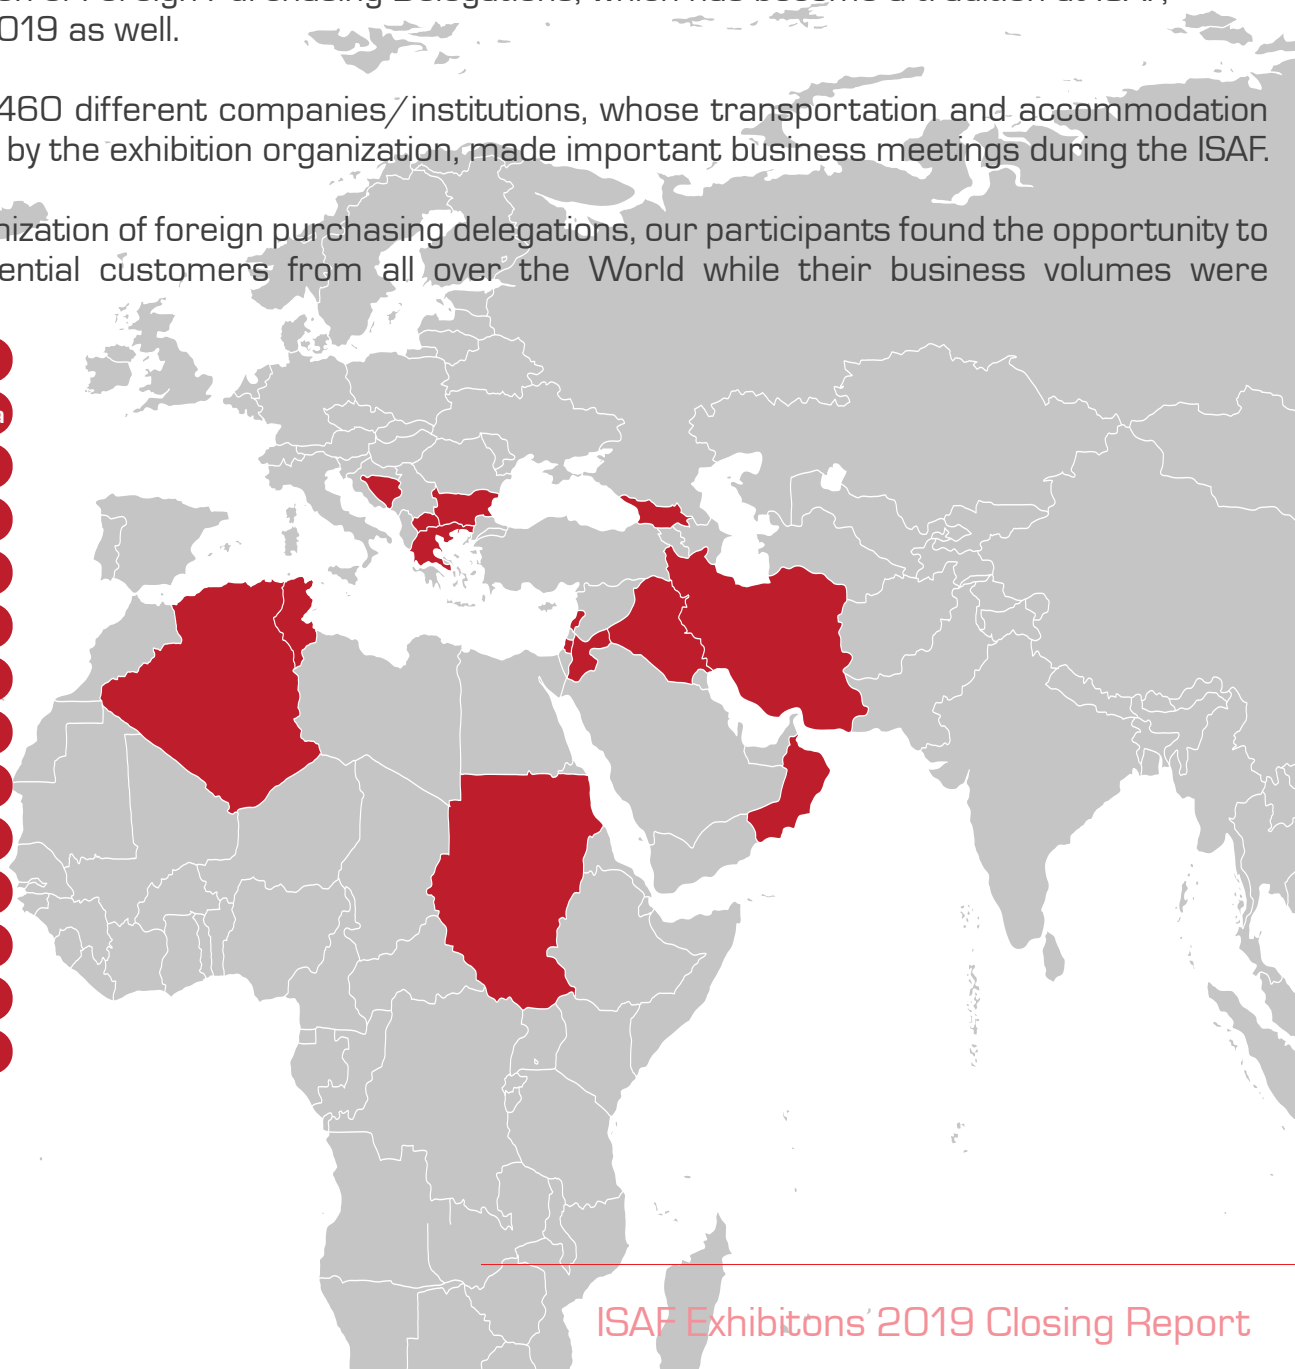 019 as well.
460 different companies/institutions, whose transportation and accommodation
by the exhibition organization, made important business meetings during the ISAF.
nization of foreign purchasing delegations, our participants found the opportunity to
ential customers from all over the World while their business volumes were
a
ISAF Exhibitons 2019 Closing Report